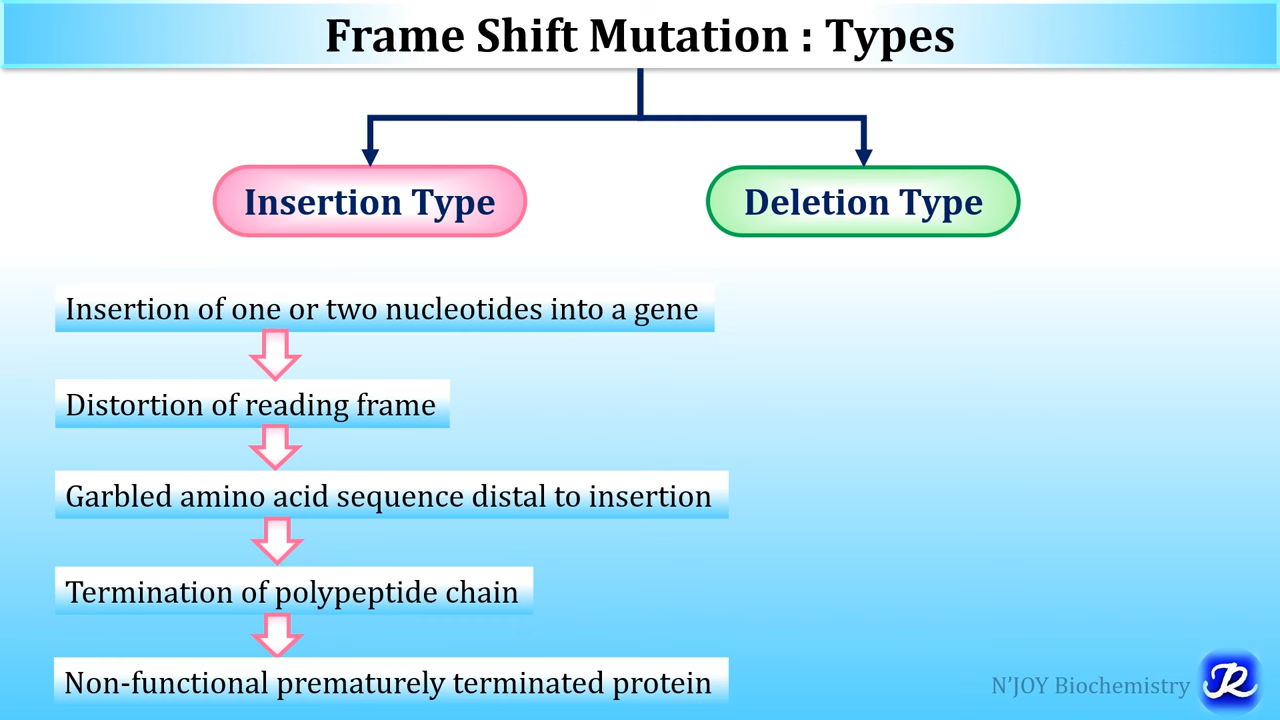 Frame Shift Mutation : Types
Insertion Type
Deletion Type
Insertion of one or two nucleotides into a gene
Distortion of reading frame
Garbled amino acid sequence distal to insertion
Termination of polypeptide chain
Non-functional prematurely terminated protein
N’JOY Biochemistry